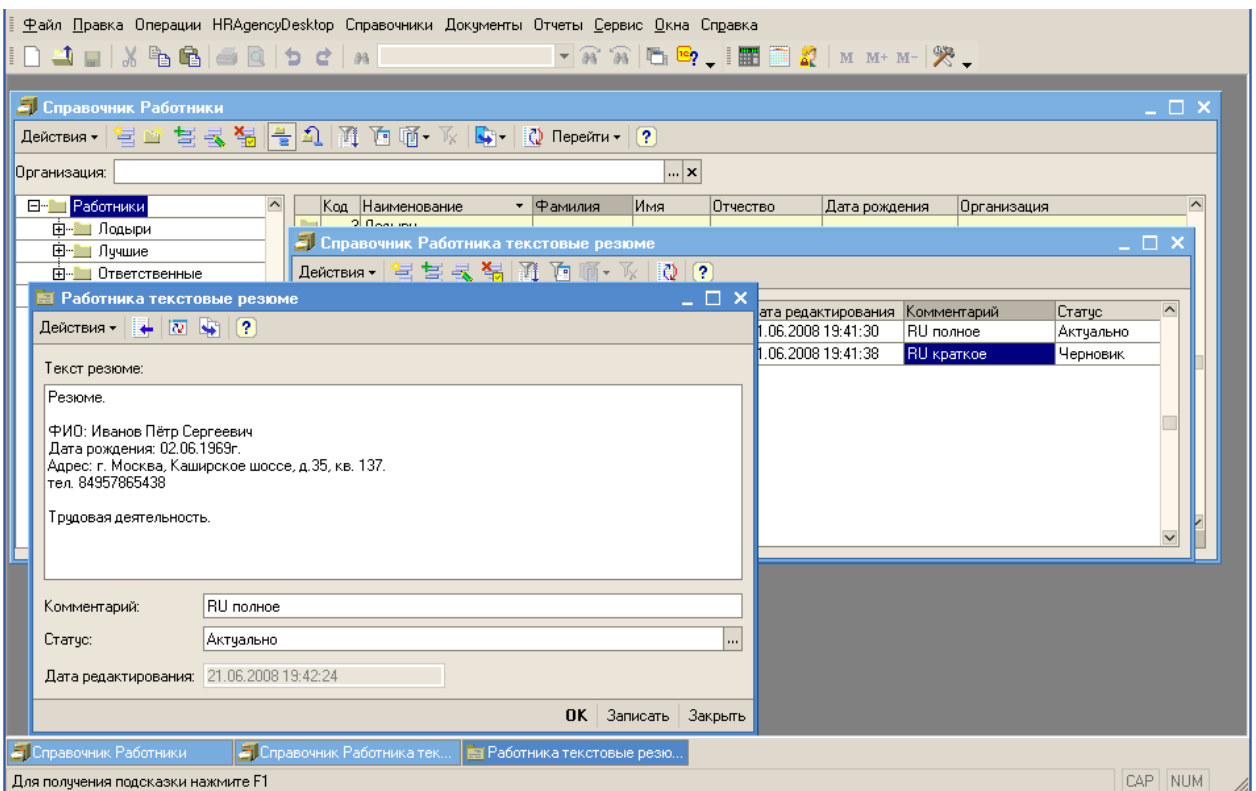 Файл Правка Операции HRAgencyDesktop Справочники Документы Отчеты Сервис Окна Справка
M M+ M-
Справочник Работники
Действия Перейти
Организация:
Работники
Код Наименование Фамилия Имя Отчество Дата рождения Организация
Лодыри
Лучшие
Ответственные
Справочник Работника текстовые резюме
Действия
ата редактирования Комментарий Статус
1.06.2008 19:41:30 RU полное Актуально
1.06.2008 19:41:38 RU краткое Черновик
Работника текстовые резюме
Действия
Текст резюме:
Резюме.
ФИО: Иванов Пётр Сергеевич
Дата рождения: 02.06.1969г.
Адрес: г. Москва, Каширское шоссе, д.35, кв. 137.
тел. 84957865438
Трудовая деятельность.
Комментарий: RU полное
Статус: Актуально ...
Дата редактирования: 21.06.2008 19:42:24
OK Записать Закрыть
Справочник Работники Справочник Работника тек... Работника текстовые резю...
Для получения подсказки нажмите F1 CAP NUM